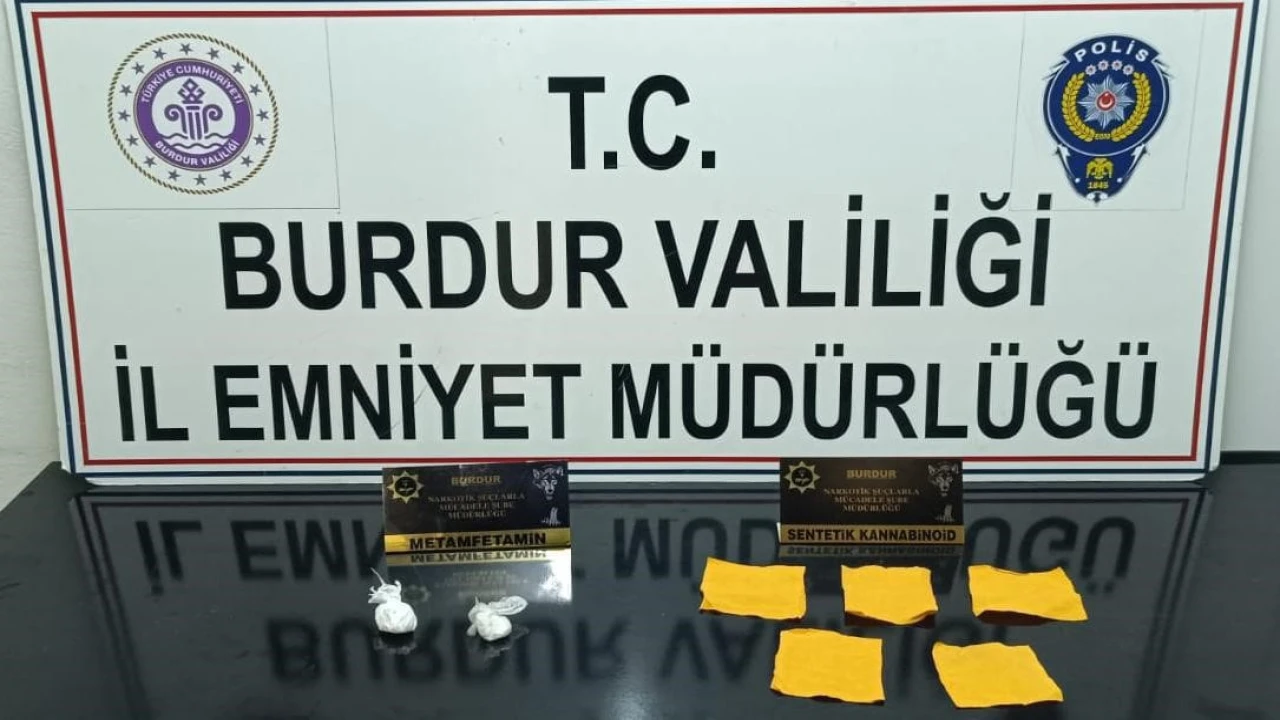 TÜRKİYE CUMHURİYETİ
BURDUR VALİLİĞİ
POLİS
1845
T.C.
BURDUR VALİLİĞİ
İL EMNİYET MÜDÜRLÜĞÜ
BURDUR
NARKOTİK SUÇLARLA
MÜCADELE ŞUBE
MÜDÜRLÜĞÜ
METAMFETAMİN
BURDUR
NARKOTİK SUÇLARLA
MÜCADELE ŞUBE
MÜDÜRLÜĞÜ
SENTETİK KANNABİNOİD